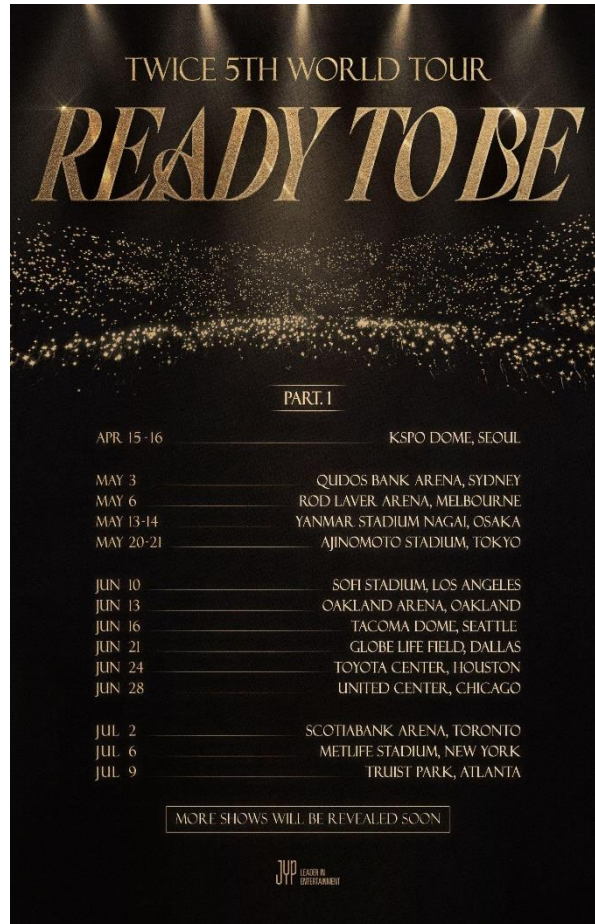 TWICE 5TH WORLD TOUR
READY TO BE
PART. 1
APR 15-16 KSPO DOME, SEOUL
MAY 3 QUDOS BANK ARENA, SYDNEY
MAY 6 ROD LAVER ARENA, MELBOURNE
MAY 13-14 YANMAR STADIUM NAGAI, OSAKA
MAY 20-21 AJINOMOTO STADIUM, TOKYO
JUN 10 SOFI STADIUM, LOS ANGELES
JUN 13 OAKLAND ARENA, OAKLAND
JUN 16 TACOMA DOME, SEATTLE
JUN 21 GLOBE LIFE FIELD, DALLAS
JUN 24 TOYOTA CENTER, HOUSTON
JUN 28 UNITED CENTER, CHICAGO
JUL 2 SCOTIABANK ARENA, TORONTO
JUL 6 METLIFE STADIUM, NEW YORK
JUL 9 TRUIST PARK, ATLANTA
MORE SHOWS WILL BE REVEALED SOON
JYP LEADER IN
ENTERTAINMENT